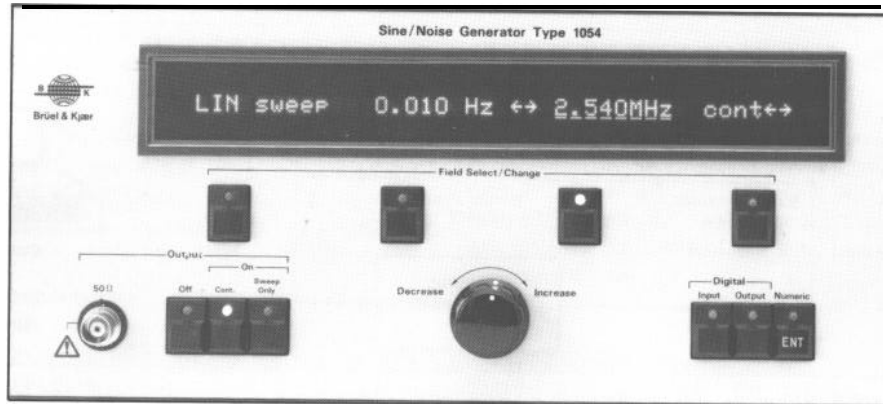 Sine/Noise Generator Type 1054
B K
Brüel & Kjær
LIN sweep 0.010 Hz ↔ 2.540MHz cont↔
Field Select/Change
Output
On
50Ω Off Cont. Sweep Only
Decrease Increase
Digital
Input Output Numeric
ENT